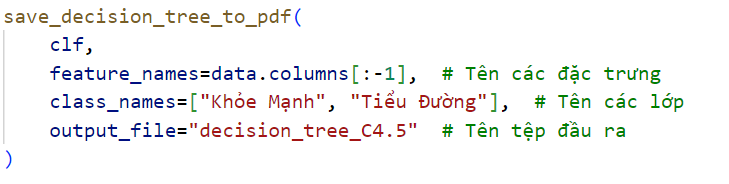 save_decision_tree_to_pdf(
    clf,
    feature_names=data.columns[:-1],  # Tên các đặc trưng
    class_names=["Khỏe Mạnh", "Tiểu Đường"],  # Tên các lớp
    output_file="decision_tree_C4.5"  # Tên tệp đầu ra
)